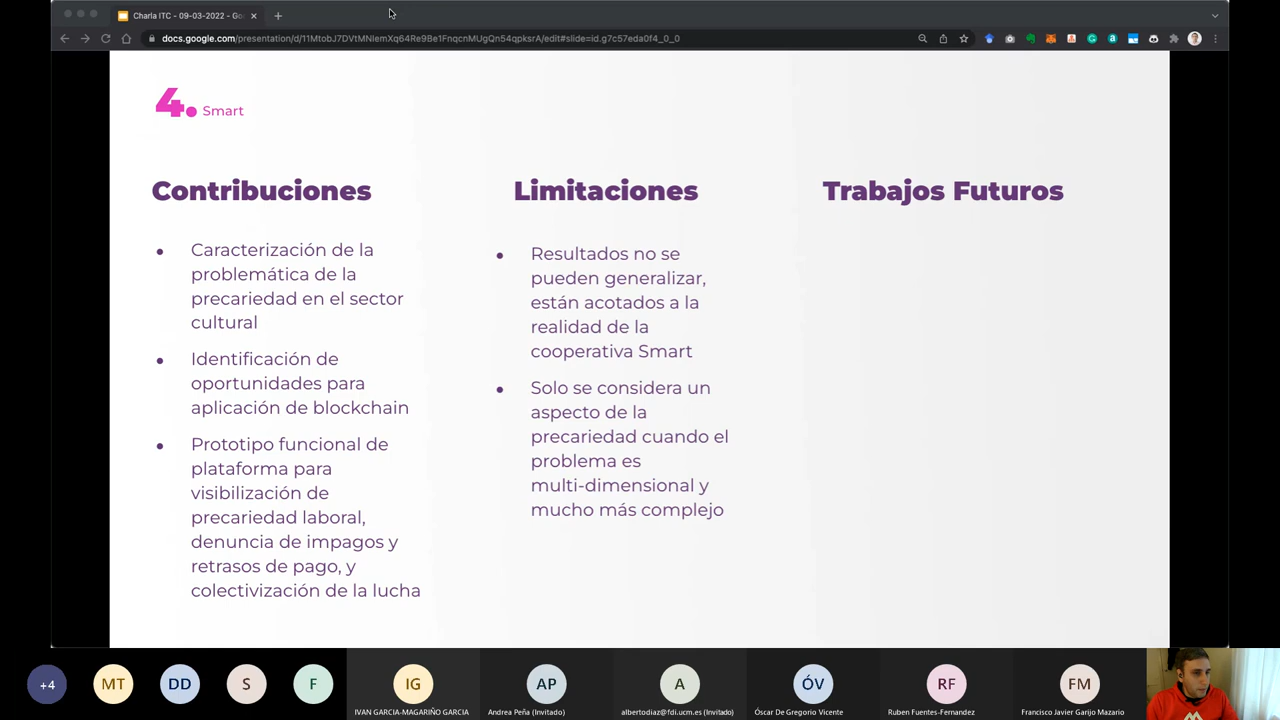 Charla ITC - 09-03-2022 - Go
docs.google.com/presentation/d/11MtobJ7DVtMNIemXq64Re9Be1FnqcnMUgQn54qpksrA/edit#slide=id.g7c57eda0f4_0_0
4. Smart
Contribuciones
Caracterización de la
problemática de la
precariedad en el sector
cultural
Identificación de
oportunidades para
aplicación de blockchain
Prototipo funcional de
plataforma para
visibilización de
precariedad laboral,
denuncia de impagos y
retrasos de pago, y
colectivización de la lucha
Limitaciones
Resultados no se
pueden generalizar,
están acotados a la
realidad de la
cooperativa Smart
Solo se considera un
aspecto de la
precariedad cuando el
problema es
multi-dimensional y
mucho más complejo
Trabajos Futuros
+4
MT
DD
S
F
IG
IVAN GARCIA-MAGARIÑO GARCIA
AP
Andrea Peña (Invitado)
A
albertodiaz@fdi.ucm.es (Invitado)
ÓV
Óscar De Gregorio Vicente
RF
Ruben Fuentes-Fernandez
FM
Francisco Javier Garijo Mazario